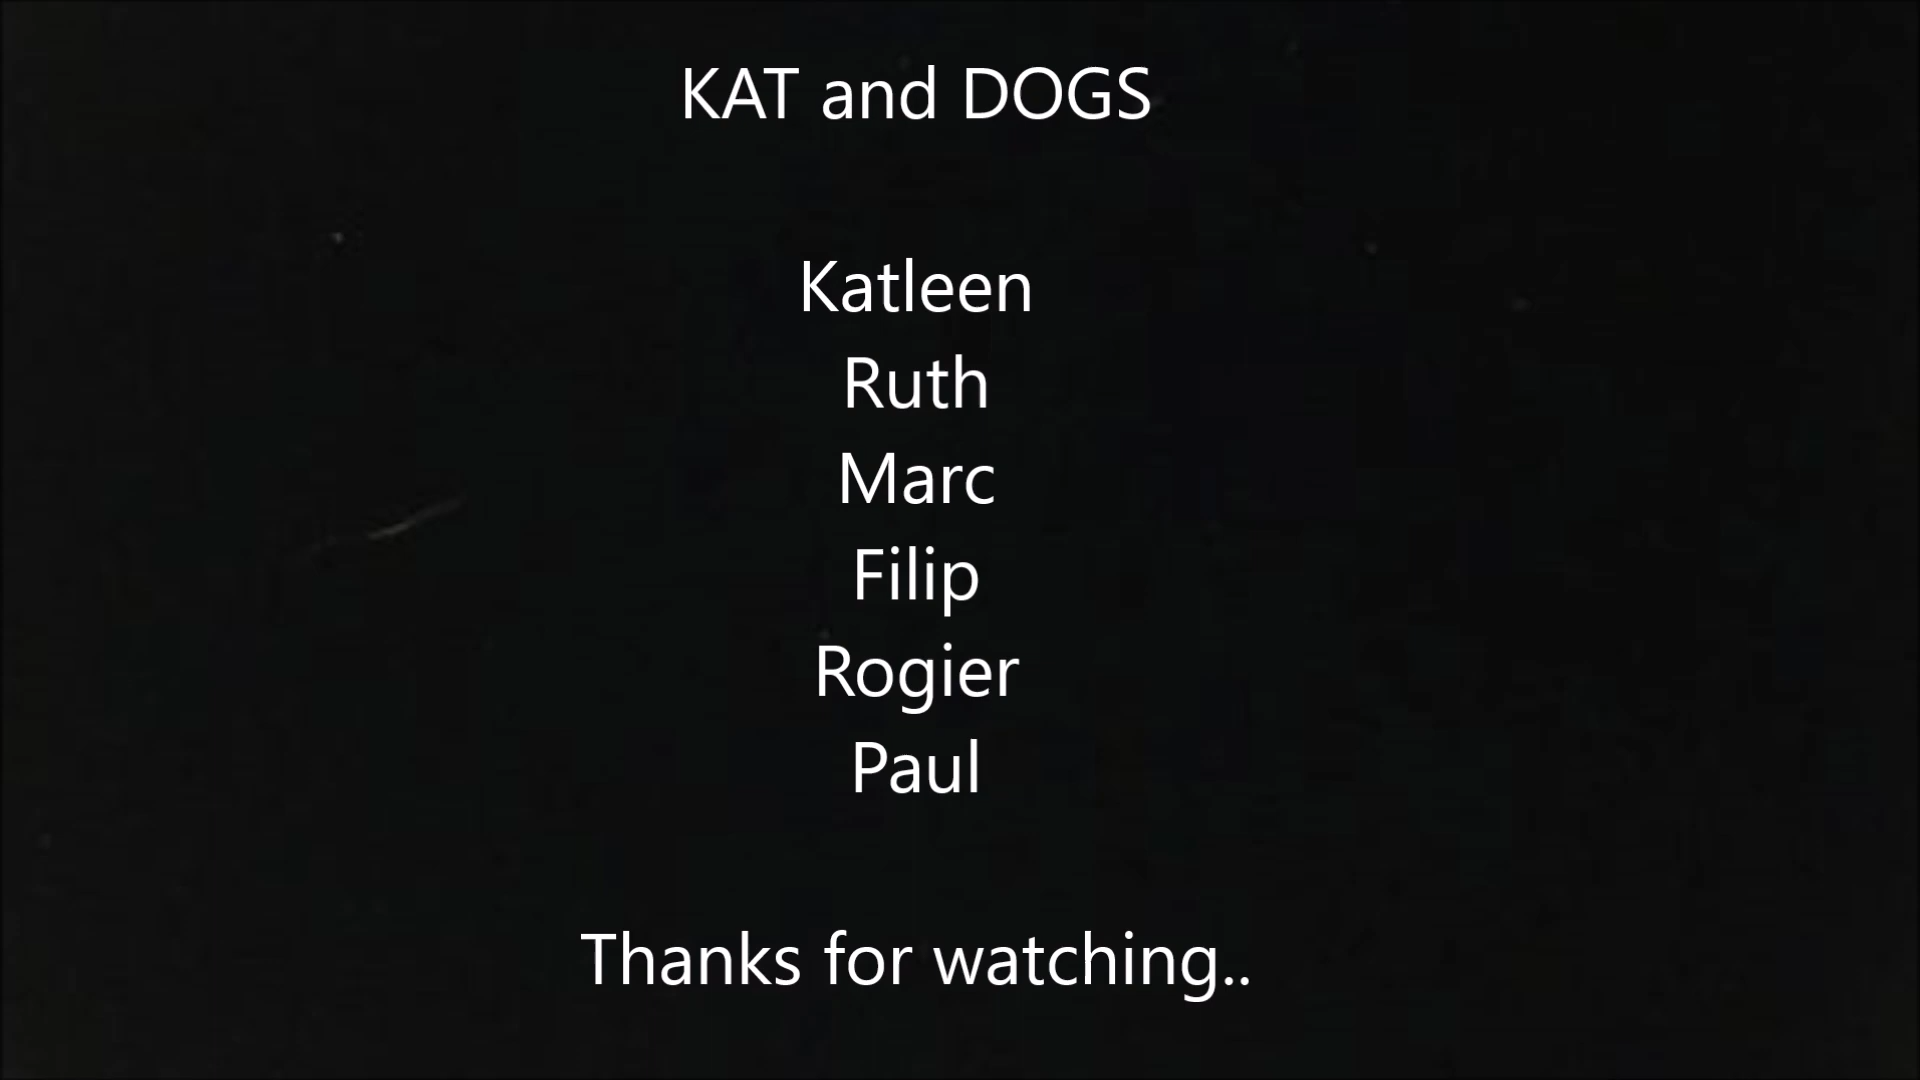 KAT and DOGS
Katleen
Ruth
Marc
Filip
Rogier
Paul
Thanks for watching..